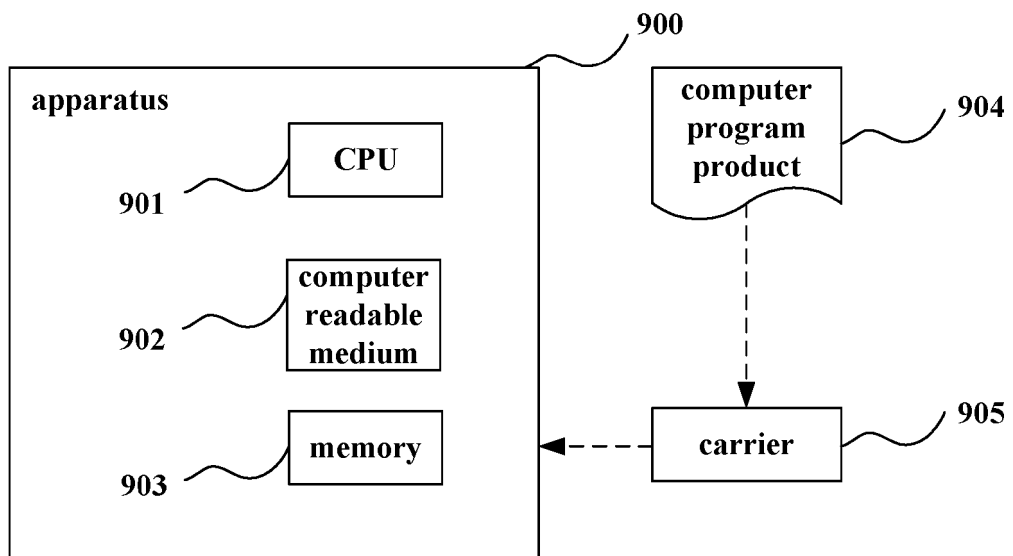 900
apparatus
computer
program
product
904
CPU
901
computer
readable
medium
902
memory
903
carrier
905